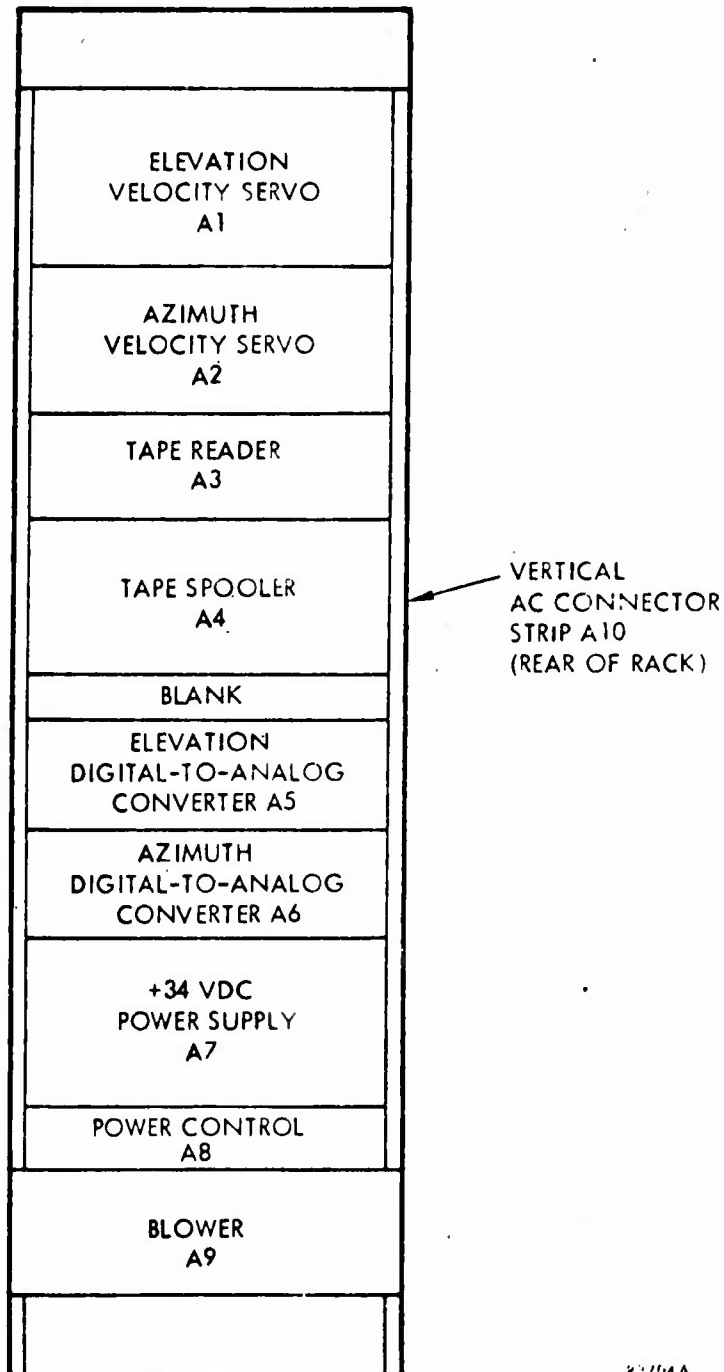 ELEVATION
VELOCITY SERVO
A1
AZIMUTH
VELOCITY SERVO
A2
TAPE READER
A3
TAPE SPOOLER
A4
VERTICAL
AC CONNECTOR
STRIP A10
(REAR OF RACK)
BLANK
ELEVATION
DIGITAL-TO-ANALOG
CONVERTER A5
AZIMUTH
DIGITAL-TO-ANALOG
CONVERTER A6
+34 VDC
POWER SUPPLY
A7
POWER CONTROL
A8
BLOWER
A9